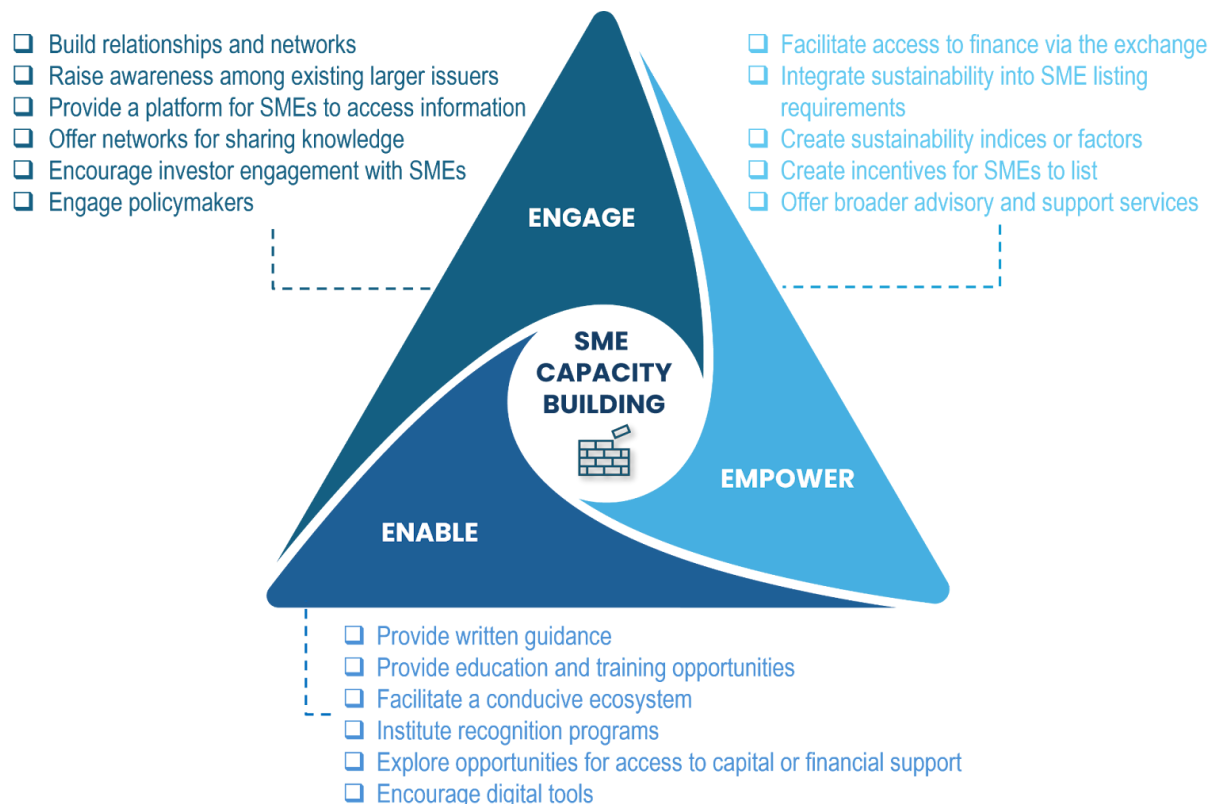 ❑ Build relationships and networks
❑ Raise awareness among existing larger issuers
❑ Provide a platform for SMEs to access information
❑ Offer networks for sharing knowledge
❑ Encourage investor engagement with SMEs
❑ Engage policymakers
❑ Facilitate access to finance via the exchange
❑ Integrate sustainability into SME listing
requirements
❑ Create sustainability indices or factors
❑ Create incentives for SMEs to list
❑ Offer broader advisory and support services
ENGAGE
SME
CAPACITY
BUILDING
EMPOWER
ENABLE
❑ Provide written guidance
❑ Provide education and training opportunities
❑ Facilitate a conducive ecosystem
❑ Institute recognition programs
❑ Explore opportunities for access to capital or financial support
❑ Encourage digital tools